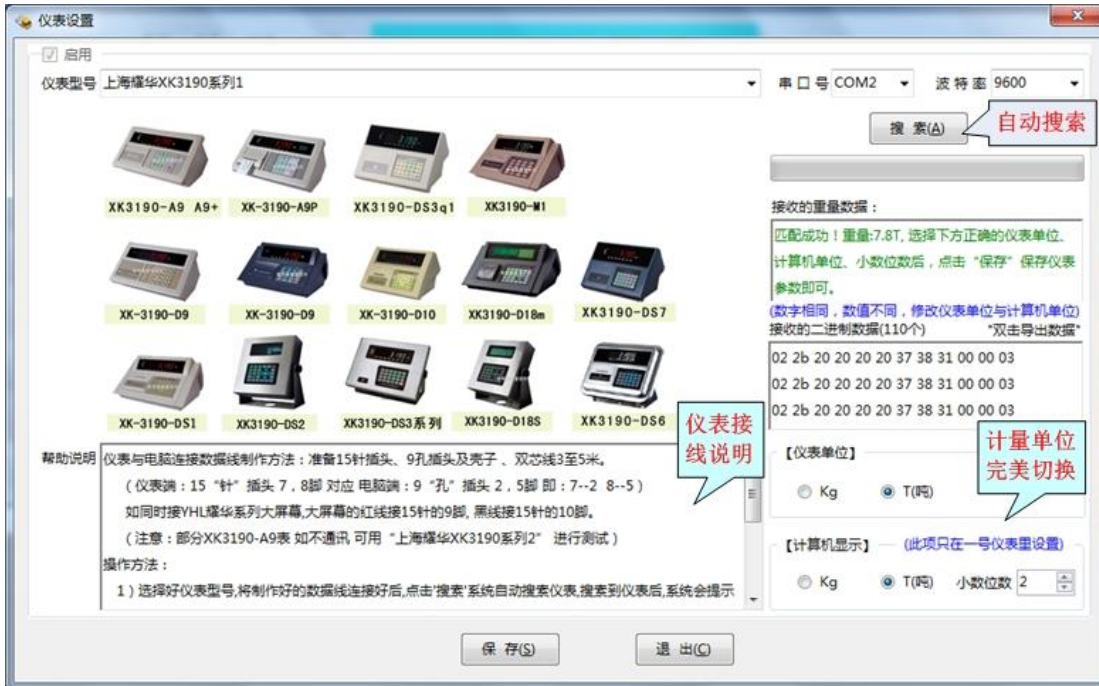 仪表设置
启用
仪表型号 上海耀华XK3190系列1
串口号 COM2 波特率 9600
搜 索(A)
自动搜索
XK3190-A9 A9+ XK-3190-A9P XK3190-DS3q1 XK3190-M1
XK-3190-D9 XK-3190-D9 XK-3190-D10 XK3190-D18m XK3190-DS7
XK-3190-DS1 XK3190-DS2 XK3190-DS3系列 XK3190-D18S XK3190-DS6
接收的重量数据：
匹配成功！重量:7.8T, 选择下方正确的仪表单位、
计算机单位、小数位数后，点击“保存”保存仪表
参数即可。
(数字相同，数值不同，修改仪表单位与计算机单位)
接收的二进制数据(110个) "双击导出数据"
02 2b 20 20 20 20 37 38 31 00 00 03
02 2b 20 20 20 20 37 38 31 00 00 03
02 2b 20 20 20 20 37 38 31 00 00 03
仪表接
线说明
计量单位
完美切换
帮助说明 仪表与电脑连接数据线制作方法：准备15针插头、9孔插头及壳子 、双芯线3至5米。
（仪表端：15“针”插头 7，8脚 对应 电脑端：9“孔”插头 2，5脚 即：7--2 8--5）
如同时接YHL耀华系列大屏幕,大屏幕的红线接15针的9脚, 黑线接15针的10脚。
（注意：部分XK3190-A9表 如不通讯 可用“上海耀华XK3190系列2” 进行测试）
操作方法：
1）选择好仪表型号,将制作好的数据线连接好后,点击'搜索'系统自动搜索仪表,搜索到仪表后,系统会提示
【仪表单位】
Kg T(吨)
【计算机显示】 (此项只在一号仪表里设置)
Kg T(吨) 小数位数 2
保 存(S) 退 出(C)